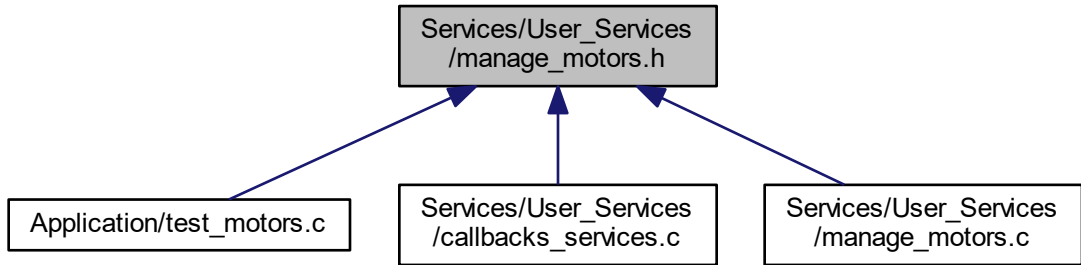 Services/User_Services
/manage_motors.h
Application/test_motors.c
Services/User_Services
/callbacks_services.c
Services/User_Services
/manage_motors.c